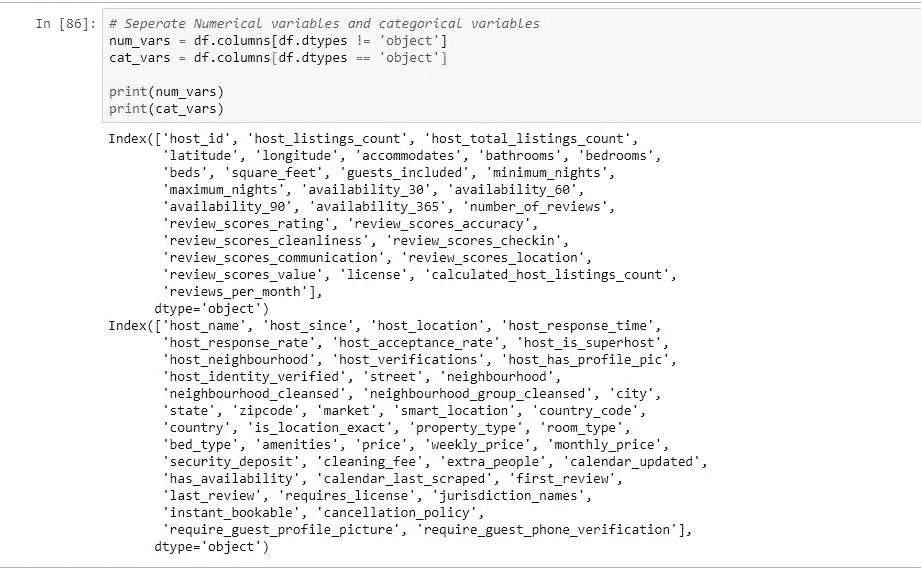 In [86]: # Seperate Numerical variables and categorical variables
num_vars = df.columns[df.dtypes != 'object']
cat_vars = df.columns[df.dtypes == 'object']
print(num_vars)
print(cat_vars)
Index(['host_id', 'host_listings_count', 'host_total_listings_count',
'latitude', 'longitude', 'accommodates', 'bathrooms', 'bedrooms',
'beds', 'square_feet', 'guests_included', 'minimum_nights',
'maximum_nights', 'availability_30', 'availability_60',
'availability_90', 'availability_365', 'number_of_reviews',
'review_scores_rating', 'review_scores_accuracy',
'review_scores_cleanliness', 'review_scores_checkin',
'review_scores_communication', 'review_scores_location',
'review_scores_value', 'license', 'calculated_host_listings_count',
'reviews_per_month'],
dtype='object')
Index(['host_name', 'host_since', 'host_location', 'host_response_time',
'host_response_rate', 'host_acceptance_rate', 'host_is_superhost',
'host_neighbourhood', 'host_verifications', 'host_has_profile_pic',
'host_identity_verified', 'street', 'neighbourhood',
'neighbourhood_cleansed', 'neighbourhood_group_cleansed', 'city',
'state', 'zipcode', 'market', 'smart_location', 'country_code',
'country', 'is_location_exact', 'property_type', 'room_type',
'bed_type', 'amenities', 'price', 'weekly_price', 'monthly_price',
'security_deposit', 'cleaning_fee', 'extra_people', 'calendar_updated',
'has_availability', 'calendar_last_scraped', 'first_review',
'last_review', 'requires_license', 'jurisdiction_names',
'instant_bookable', 'cancellation_policy',
'require_guest_profile_picture', 'require_guest_phone_verification'],
dtype='object')